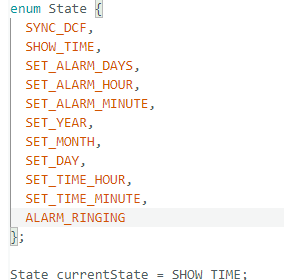 enum State {
SYNC_DCF,
SHOW_TIME,
SET_ALARM_DAYS,
SET_ALARM_HOUR,
SET_ALARM_MINUTE,
SET_YEAR,
SET_MONTH,
SET_DAY,
SET_TIME_HOUR,
SET_TIME_MINUTE,
ALARM_RINGING
};
State currentState = SHOW_TIME;